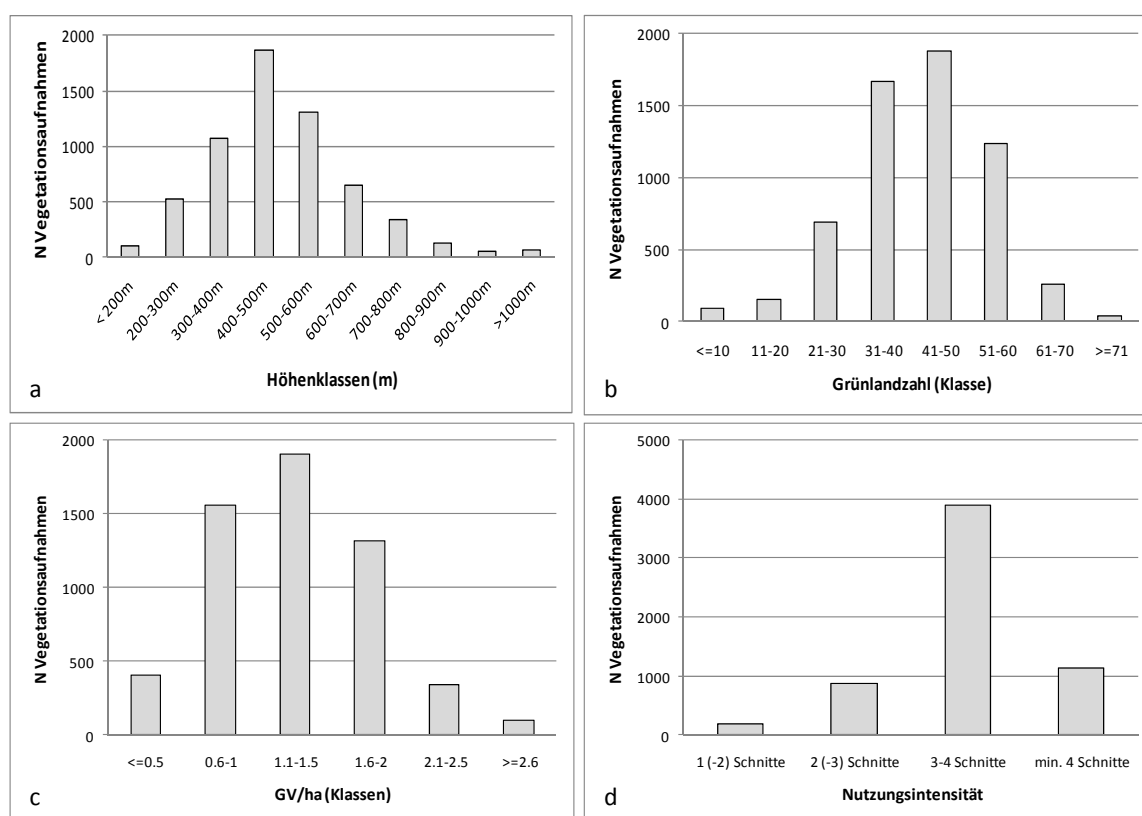 2000
1500
1000
500
0
N Vegetationsaufnahmen
< 200m
200-300m
300-400m
400-500m
500-600m
600-700m
700-800m
800-900m
900-1000m
>1000m
Höhenklassen (m)
a
2000
1500
1000
500
0
N Vegetationsaufnahmen
<=10 11-20 21-30 31-40 41-50 51-60 61-70 >=71
Grünlandzahl (Klasse)
b
2000
1500
1000
500
0
N Vegetationsaufnahmen
<=0.5 0.6-1 1.1-1.5 1.6-2 2.1-2.5 >=2.6
GV/ha (Klassen)
c
5000
4000
3000
2000
1000
0
N Vegetationsaufnahmen
1 (-2) Schnitte 2 (-3) Schnitte 3-4 Schnitte min. 4 Schnitte
Nutzungsintensität
d